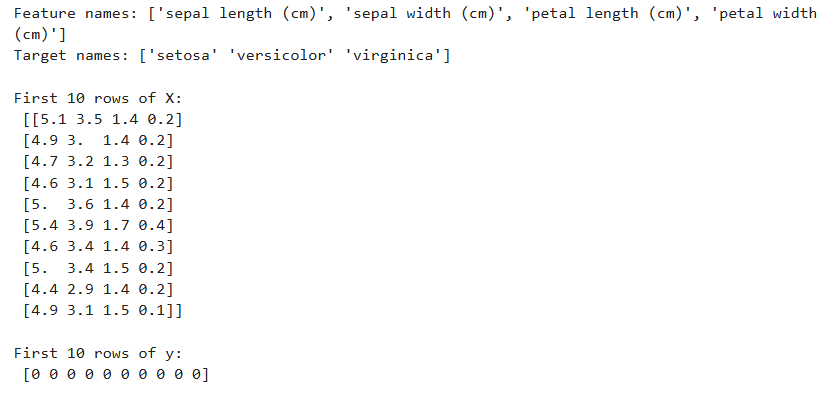 Feature names: ['sepal length (cm)', 'sepal width (cm)', 'petal length (cm)', 'petal width
(cm)']
Target names: ['setosa' 'versicolor' 'virginica']

First 10 rows of X:
 [[5.1 3.5 1.4 0.2]
 [4.9 3.  1.4 0.2]
 [4.7 3.2 1.3 0.2]
 [4.6 3.1 1.5 0.2]
 [5.  3.6 1.4 0.2]
 [5.4 3.9 1.7 0.4]
 [4.6 3.4 1.4 0.3]
 [5.  3.4 1.5 0.2]
 [4.4 2.9 1.4 0.2]
 [4.9 3.1 1.5 0.1]]

First 10 rows of y:
 [0 0 0 0 0 0 0 0 0 0]